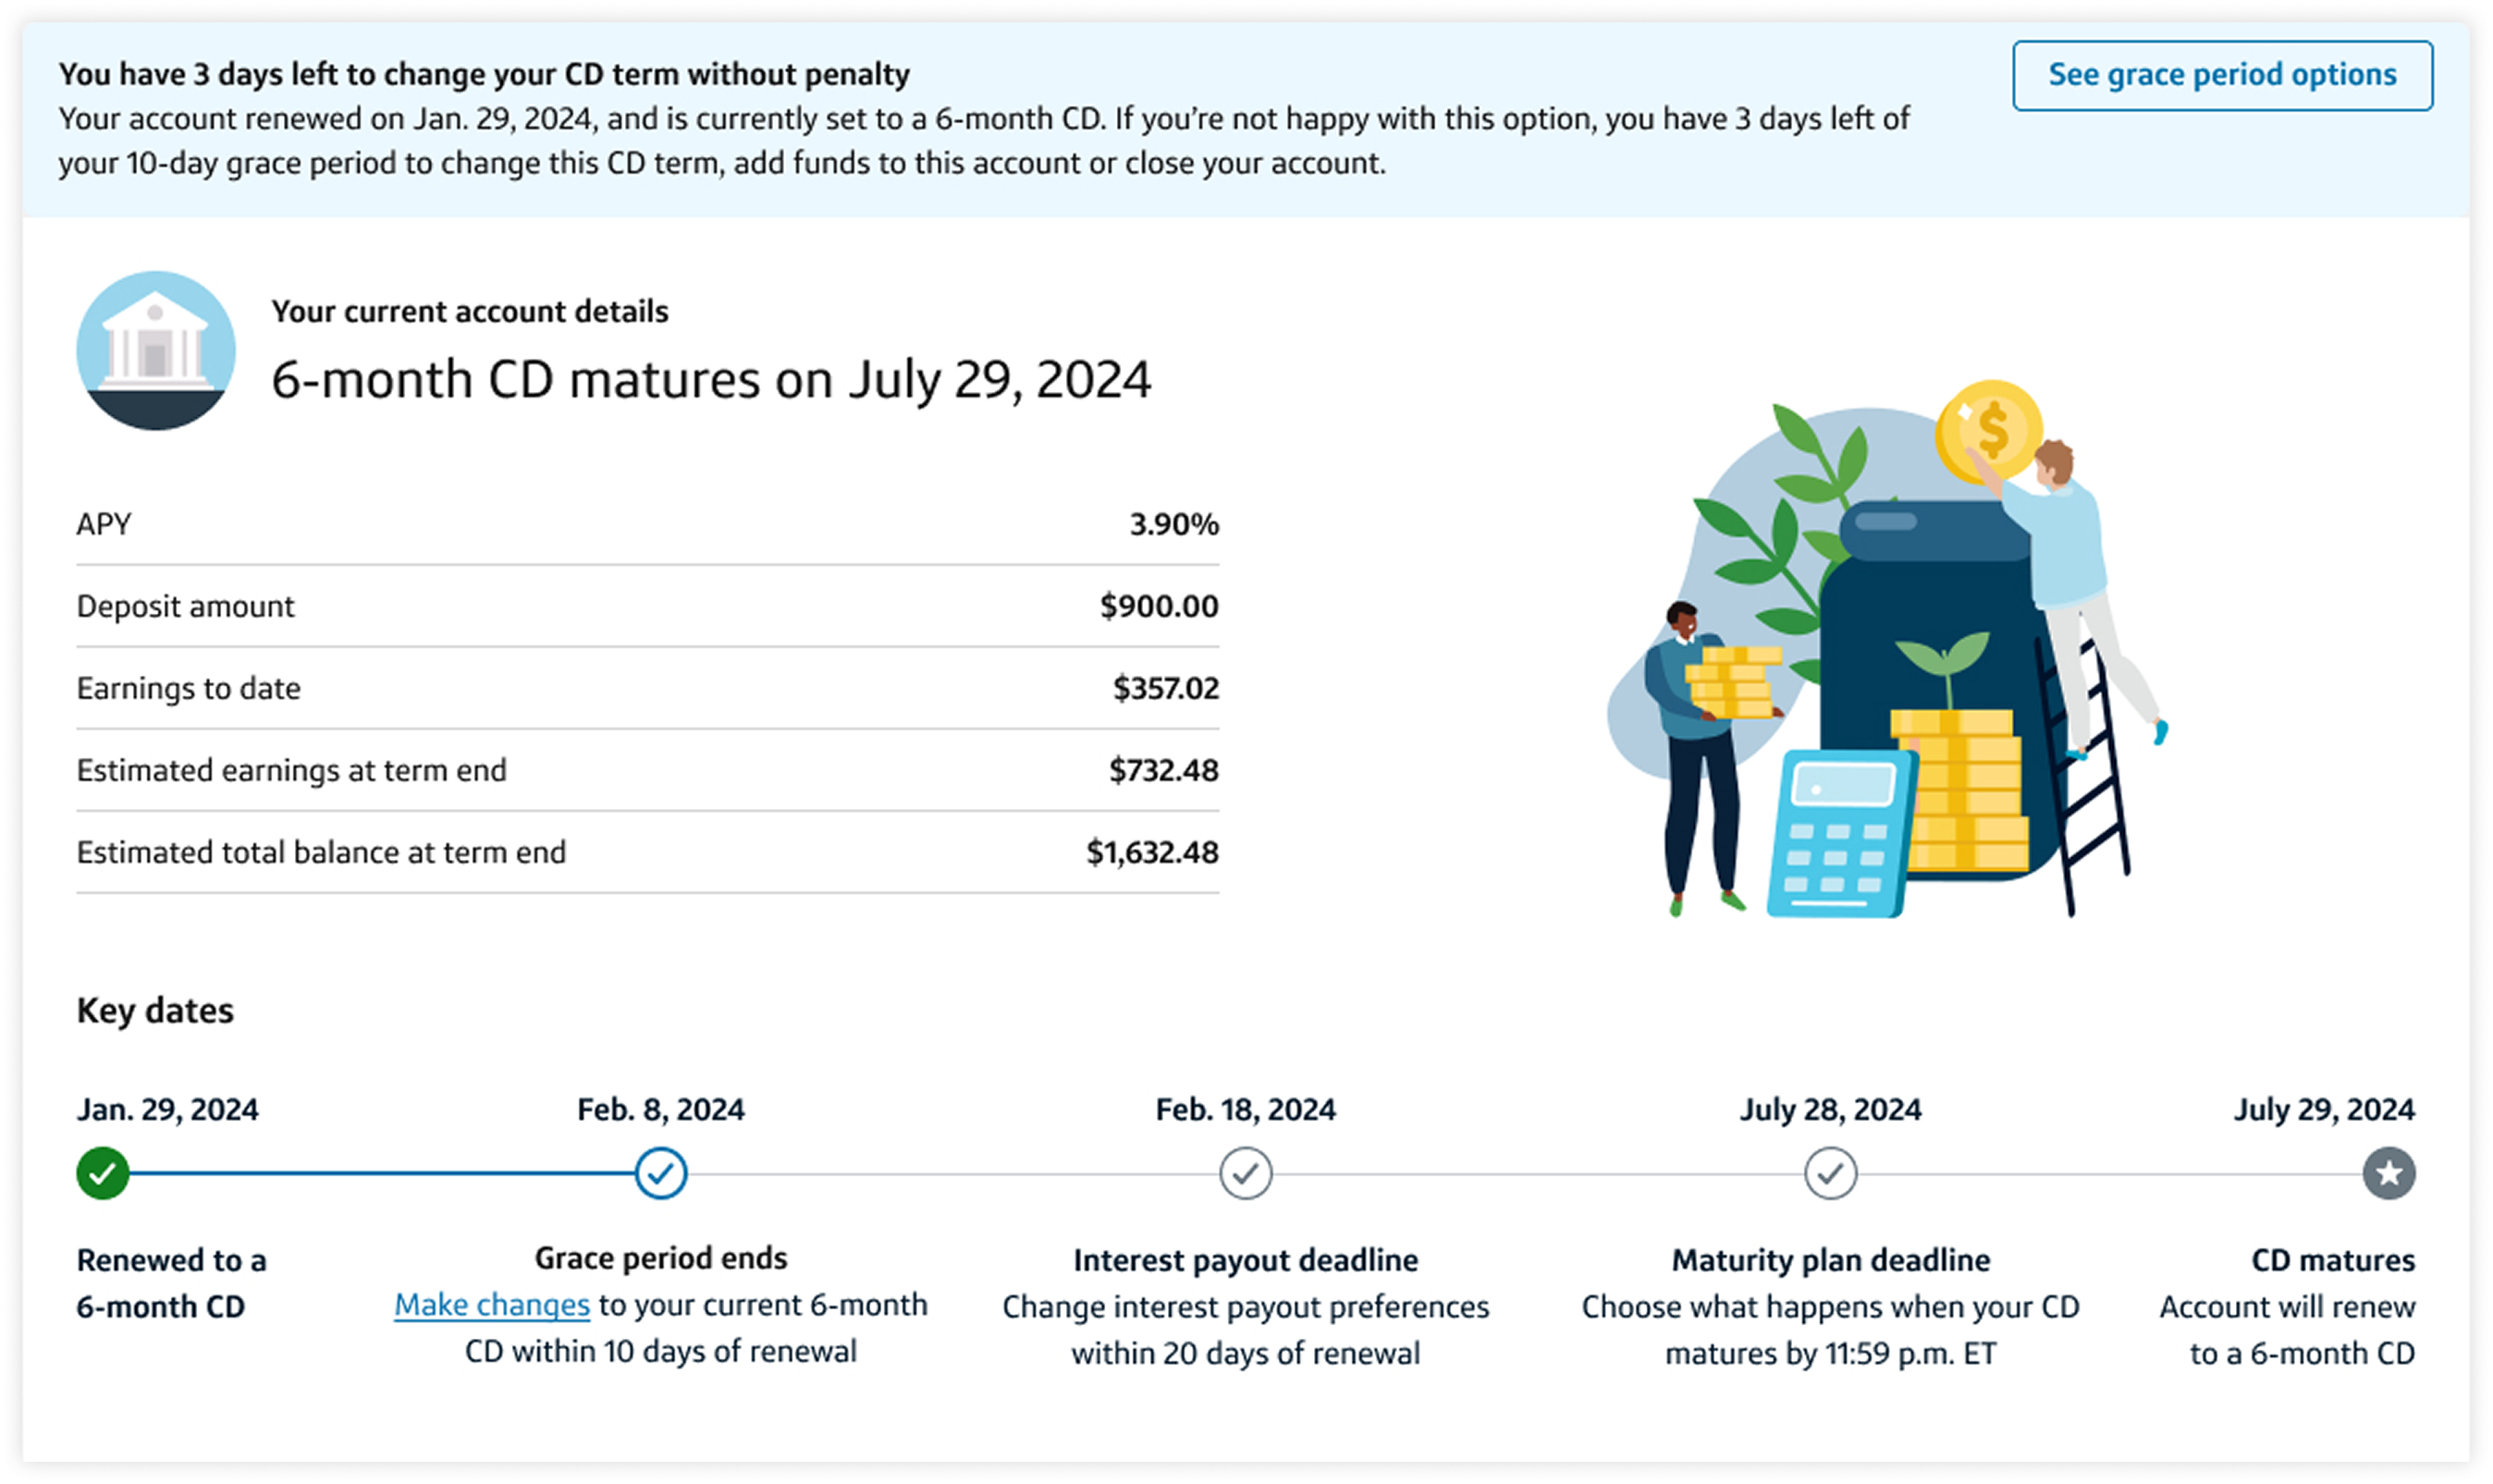 You have 3 days left to change your CD term without penalty
See grace period options
Your account renewed on Jan. 29, 2024, and is currently set to a 6-month CD. If you’re not happy with this option, you have 3 days left of
your 10-day grace period to change this CD term, add funds to this account or close your account.
Your current account details
6-month CD matures on July 29, 2024
APY 3.90%
Deposit amount $900.00
Earnings to date $357.02
Estimated earnings at term end $732.48
Estimated total balance at term end $1,632.48
$
Key dates
Jan. 29, 2024
Renewed to a
6-month CD
Feb. 8, 2024
Grace period ends
Make changes to your current 6-month
CD within 10 days of renewal
Feb. 18, 2024
Interest payout deadline
Change interest payout preferences
within 20 days of renewal
July 28, 2024
Maturity plan deadline
Choose what happens when your CD
matures by 11:59 p.m. ET
July 29, 2024
CD matures
Account will renew
to a 6-month CD